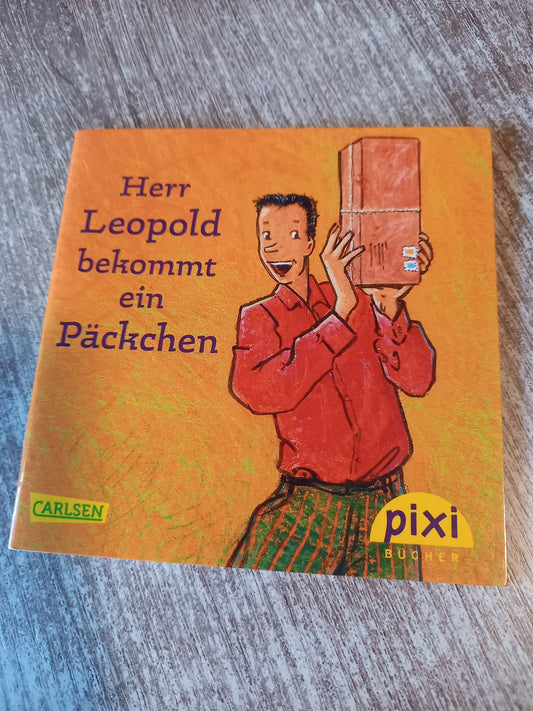 Herr
Leopold
bekommt
ein
Päckchen
CARLSEN
pixi
BÜCHER